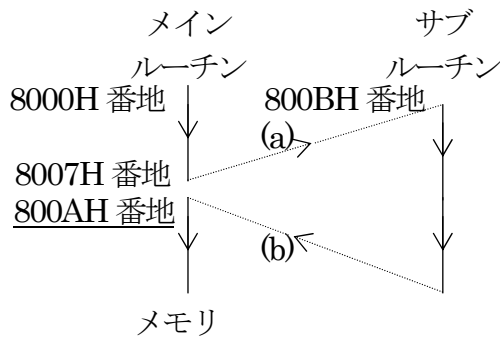 メイン
ルーチン
サブ
ルーチン
8000H 番地
800BH 番地
(a)
8007H 番地
800AH 番地
(b)
メモリ